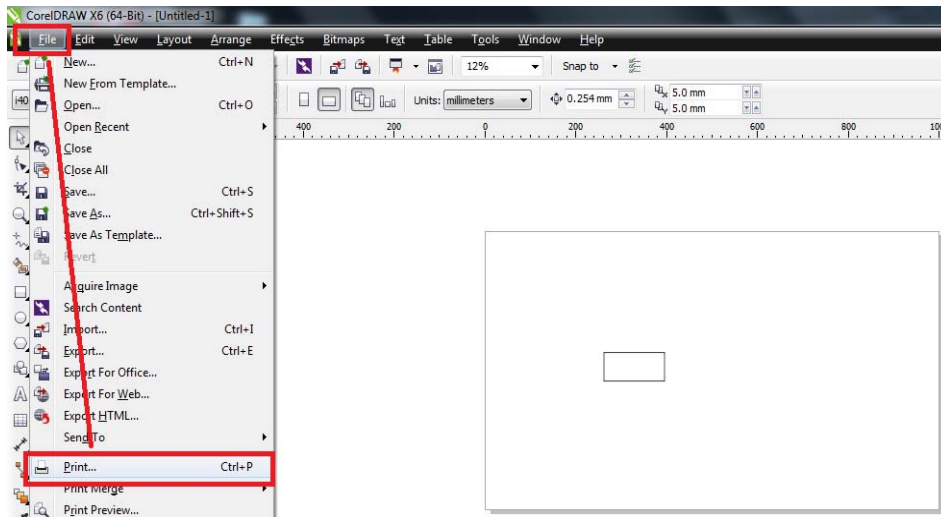 CorelDRAW X6 (64-Bit) - [Untitled-1]
File Edit View Layout Arrange Effects Bitmaps Text Table Tools Window Help
New... Ctrl+N
12% Snap to
New From Template...
Open... Ctrl+O
Units: millimeters 0.254 mm 5.0 mm
5.0 mm
Open Recent
400 200 0 200 400 600 800
Close
Close All
Save... Ctrl+S
Save As... Ctrl+Shift+S
Save As Template...
Revert
Acquire Image
Search Content
Import... Ctrl+I
Export... Ctrl+E
Export For Office...
Export For Web...
Export HTML...
Send To
Print... Ctrl+P
Print Merge
Print Preview...